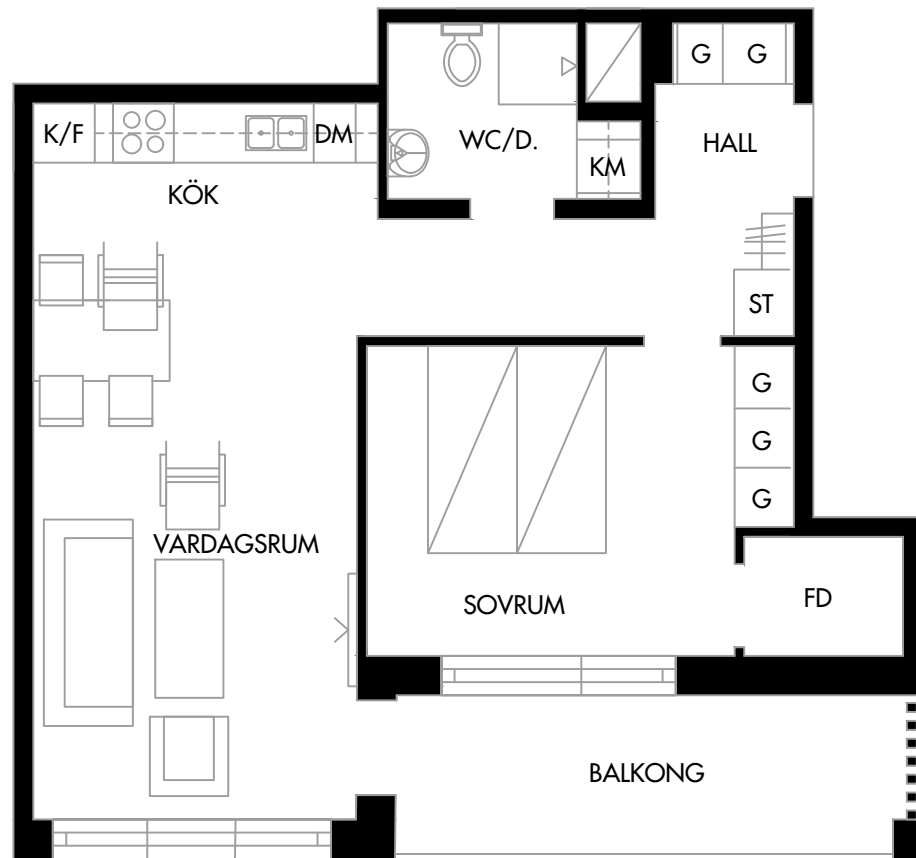 G G
K/F DM WC/D. HALL
KM
KÖK
ST
G
G
G
VARDAGSRUM
SOVRUM FD
BALKONG